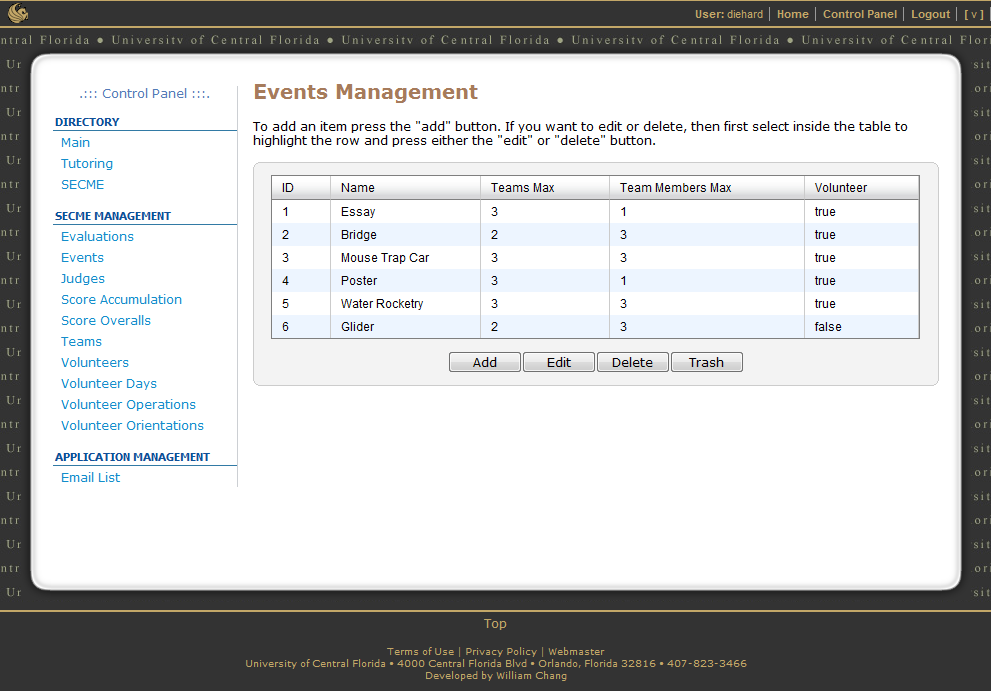 User: diehard | Home | Control Panel | Logout | [ v ]
ntral Florida ● University of Central Florida ● University of Central Florida ● University of Central Florida ● University of Central Flor
.::: Control Panel :::.
DIRECTORY
Main
Tutoring
SECME
SECME MANAGEMENT
Evaluations
Events
Judges
Score Accumulation
Score Overalls
Teams
Volunteers
Volunteer Days
Volunteer Operations
Volunteer Orientations
APPLICATION MANAGEMENT
Email List
Events Management
To add an item press the "add" button. If you want to edit or delete, then first select inside the table to
highlight the row and press either the "edit" or "delete" button.
ID Name Teams Max Team Members Max Volunteer
1 Essay 3 1 true
2 Bridge 2 3 true
3 Mouse Trap Car 3 3 true
4 Poster 3 1 true
5 Water Rocketry 3 3 true
6 Glider 2 3 false
Add Edit Delete Trash
Top
Terms of Use | Privacy Policy | Webmaster
University of Central Florida • 4000 Central Florida Blvd • Orlando, Florida 32816 • 407-823-3466
Developed by William Chang